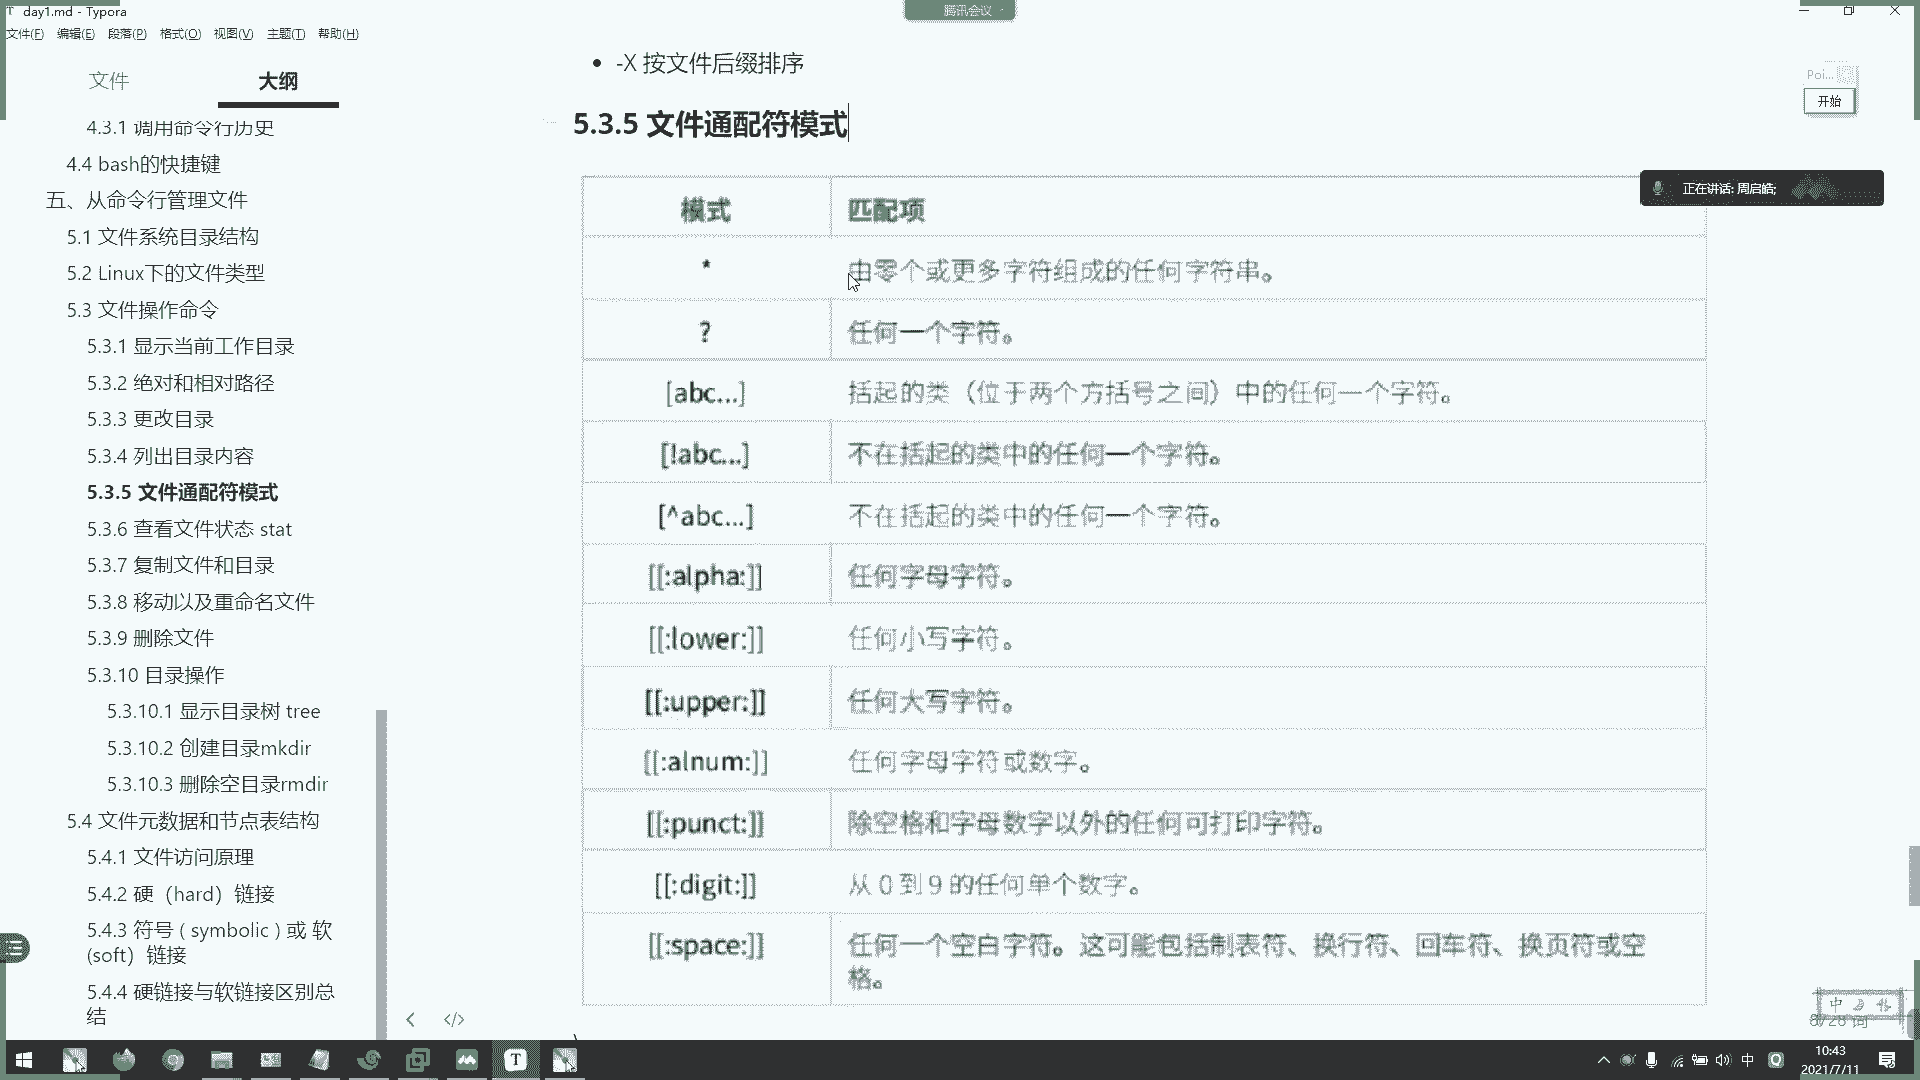 day1.md - Typora
腾讯会议
文件(F) 编辑(E) 段落(P) 格式(O) 视图(V) 主题(T) 帮助(H)
文件 大纲
4.3.1 调用命令行历史
4.4 bash的快捷键
五、从命令行管理文件
5.1 文件系统目录结构
5.2 Linux下的文件类型
5.3 文件操作命令
5.3.1 显示当前工作目录
5.3.2 绝对和相对路径
5.3.3 更改目录
5.3.4 列出目录内容
5.3.5 文件通配符模式
5.3.6 查看文件状态 stat
5.3.7 复制文件和目录
5.3.8 移动以及重命名文件
5.3.9 删除文件
5.3.10 目录操作
5.3.10.1 显示目录树 tree
5.3.10.2 创建目录mkdir
5.3.10.3 删除空目录rmdir
5.4 文件元数据和节点表结构
5.4.1 文件访问原理
5.4.2 硬（hard）链接
5.4.3 符号 ( symbolic ) 或 软
(soft）链接
5.4.4 硬链接与软链接区别总
结
-X 按文件后缀排序
5.3.5 文件通配符模式
模式 匹配项
* 由零个或更多字符组成的任何字符串。
? 任何一个字符。
[abc...] 括起的类（位于两个方括号之间）中的任何一个字符。
[!abc...] 不在括起的类中的任何一个字符。
[^abc...] 不在括起的类中的任何一个字符。
[[:alpha:]] 任何字母字符。
[[:lower:]] 任何小写字符。
[[:upper:]] 任何大写字符。
[[:alnum:]] 任何字母字符或数字。
[[:punct:]] 除空格和字母数字以外的任何可打印字符。
[[:digit:]] 从 0 到 9 的任何单个数字。
[[:space:]] 任何一个空白字符。这可能包括制表符、换行符、回车符、换页符或空
格。
Poi...
开始
正在讲话: 周启皓;
中
</>
中
10:43
2021/7/11